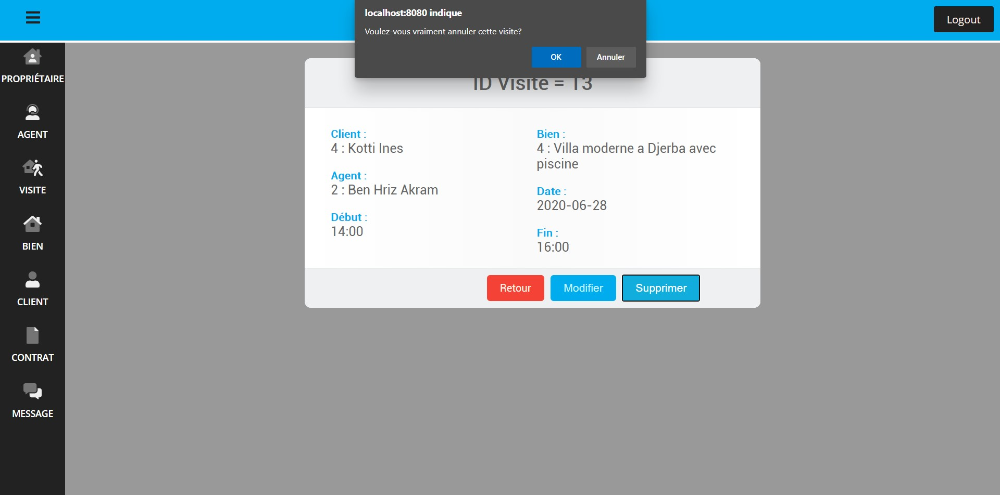 localhost:8080 indique
Voulez-vous vraiment annuler cette visite?
OK
Annuler
Logout
PROPRIÉTAIRE
AGENT
VISITE
BIEN
CLIENT
CONTRAT
MESSAGE
ID Visite = 13
Client :
4 : Kotti Ines
Agent :
2 : Ben Hriz Akram
Début :
14:00
Bien :
4 : Villa moderne a Djerba avec
piscine
Date :
2020-06-28
Fin :
16:00
Retour
Modifier
Supprimer